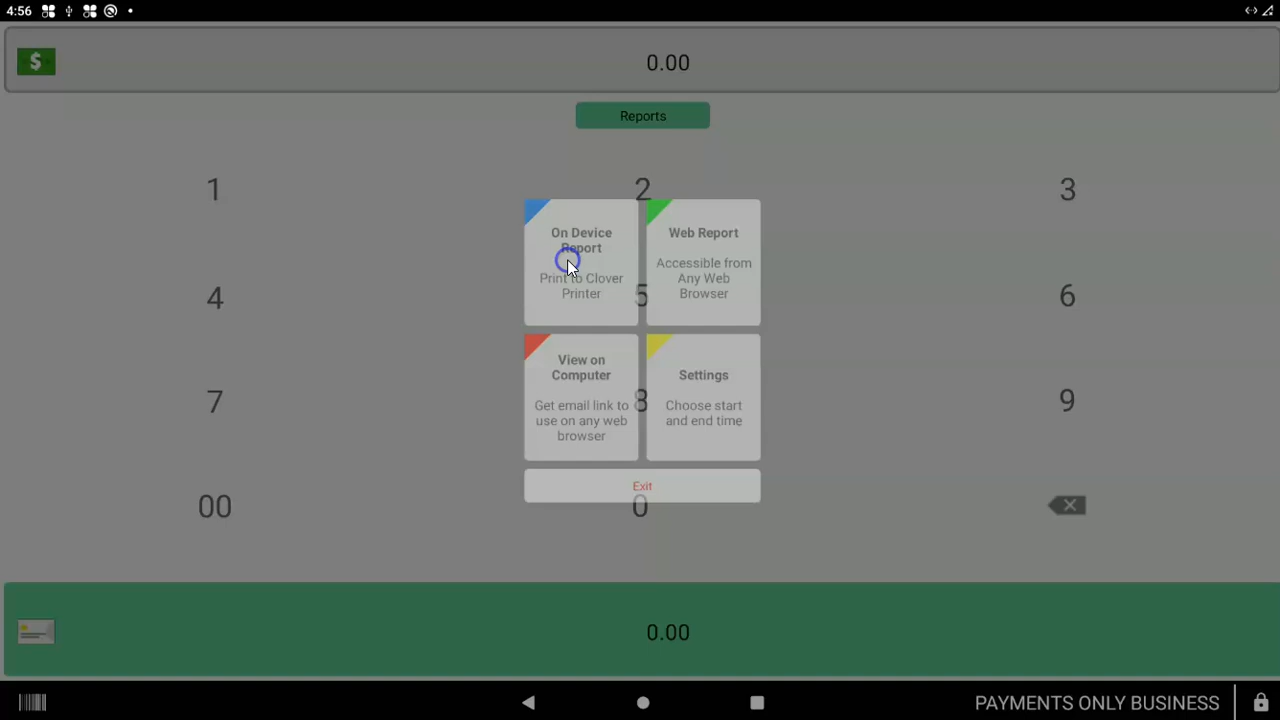 4:56
$ 0.00
Reports
1 2 3
On Device
Report
Print to Clover
Printer
Web Report
Accessible from
Any Web
Browser
4 5 6
View on
Computer
Get email link to
use on any web
browser
Settings
Choose start
and end time
7 8 9
Exit
00 0
0.00
PAYMENTS ONLY BUSINESS